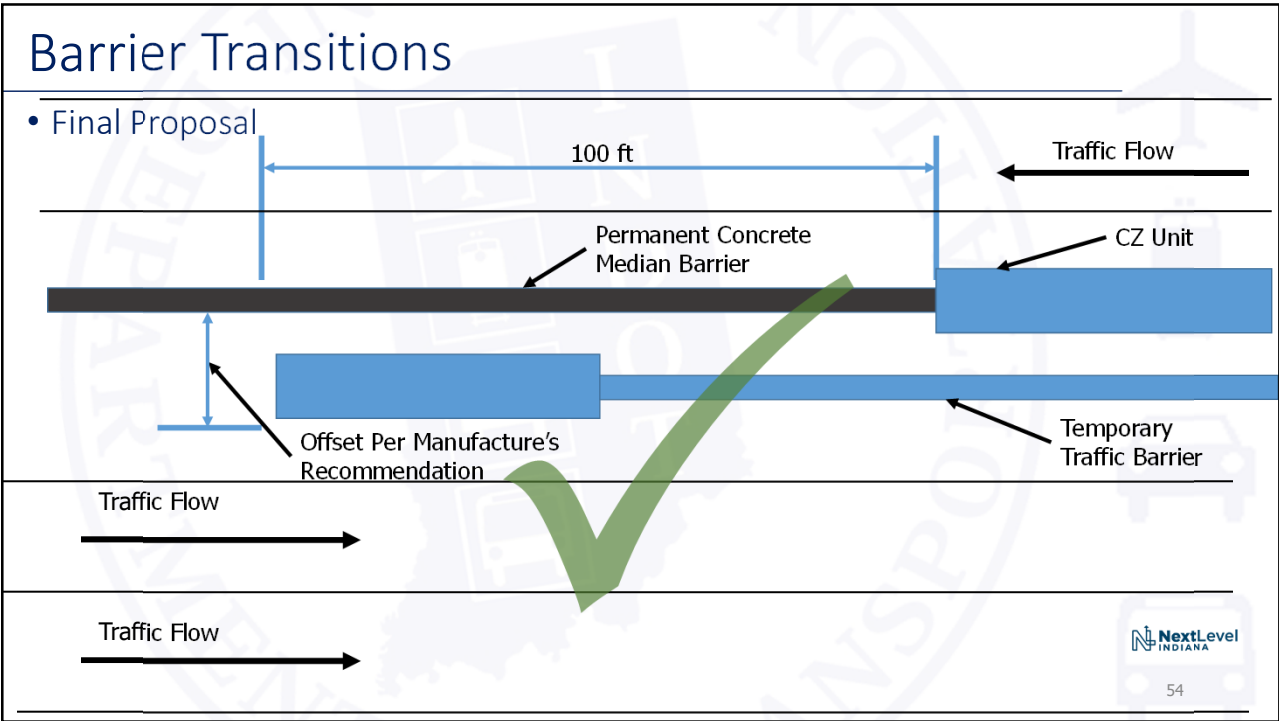 Barrier Transitions
• Final Proposal
100 ft
Traffic Flow
Permanent Concrete
Median Barrier
CZ Unit
Offset Per Manufacture’s
Recommendation
Temporary
Traffic Barrier
Traffic Flow
Traffic Flow
NextLevel
INDIANA
54